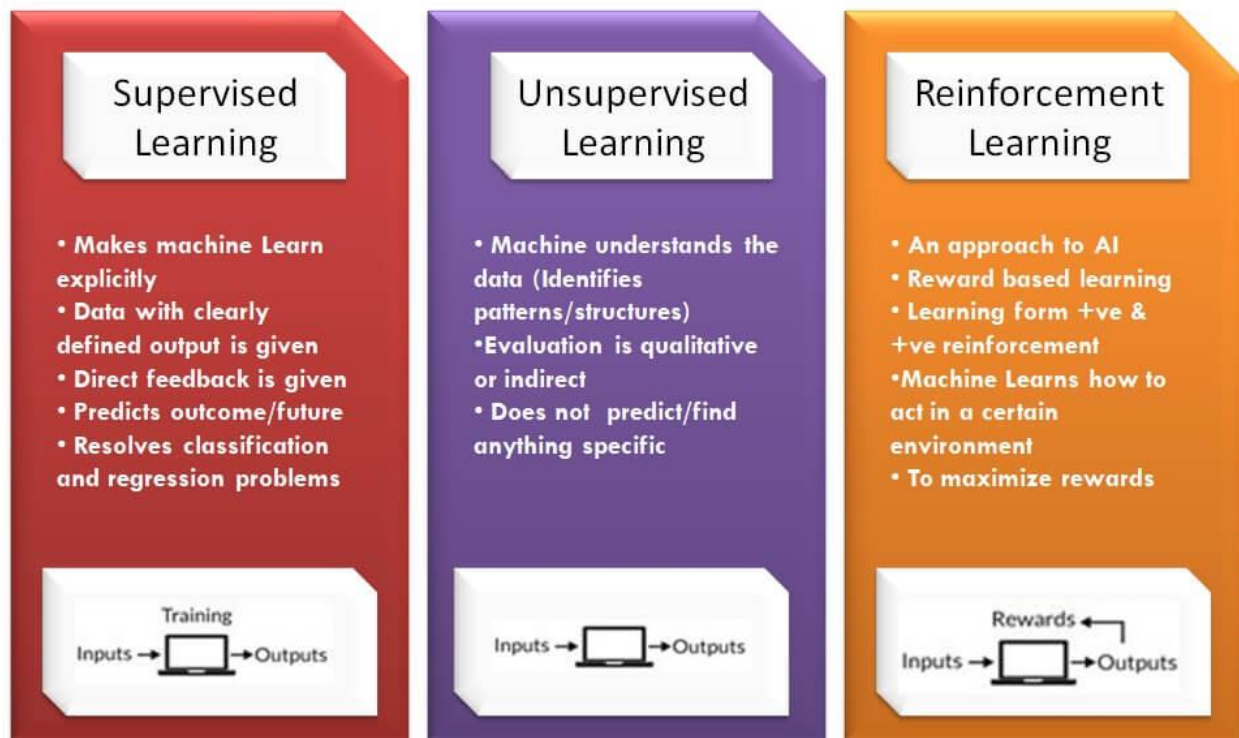 Supervised
Learning
• Makes machine Learn
explicitly
• Data with clearly
defined output is given
• Direct feedback is given
• Predicts outcome/future
• Resolves classification
and regression problems
Training
Inputs → → Outputs
Unsupervised
Learning
• Machine understands the
data (Identifies
patterns/structures)
•Evaluation is qualitative
or indirect
• Does not predict/find
anything specific
Inputs → → Outputs
Reinforcement
Learning
• An approach to AI
• Reward based learning
• Learning form +ve &
+ve reinforcement
•Machine Learns how to
act in a certain
environment
• To maximize rewards
Rewards
Inputs → → Outputs